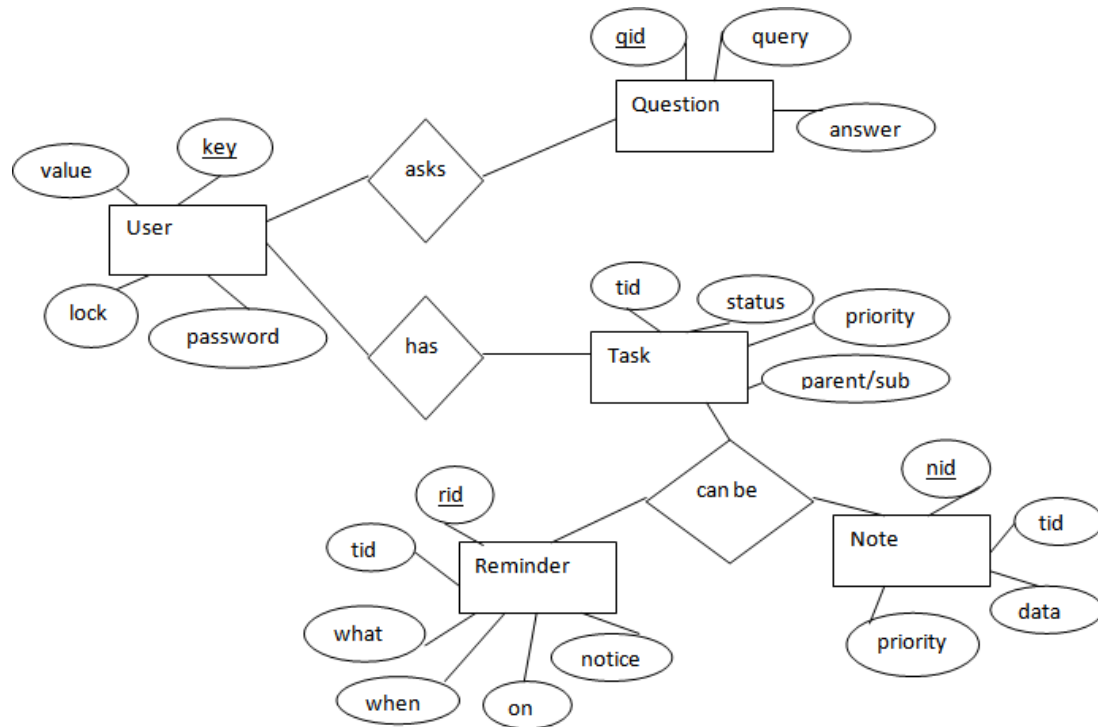 qid
query
Question
answer
key
value
asks
User
lock
password
has
tid
status
priority
Task
parent/sub
can be
nid
rid
tid
tid
Reminder
Note
what
data
notice
priority
when
on